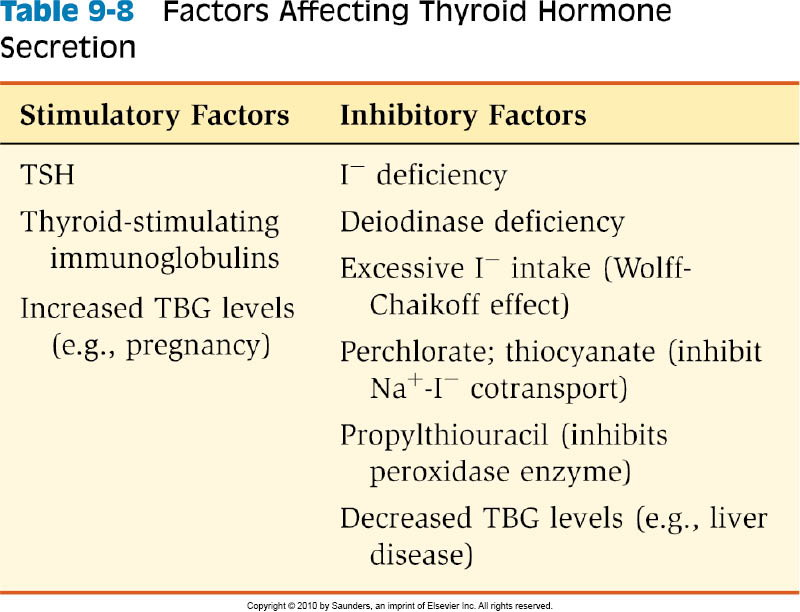 Table 9-8 Factors Affecting Thyroid Hormone
Secretion
Stimulatory Factors
TSH
Thyroid-stimulating
immunoglobulins
Increased TBG levels
(e.g., pregnancy)
Inhibitory Factors
I⁻ deficiency
Deiodinase deficiency
Excessive I⁻ intake (Wolff-
Chaikoff effect)
Perchlorate; thiocyanate (inhibit
Na⁺-I⁻ cotransport)
Propylthiouracil (inhibits
peroxidase enzyme)
Decreased TBG levels (e.g., liver
disease)
Copyright © 2010 by Saunders, an imprint of Elsevier Inc. All rights reserved.